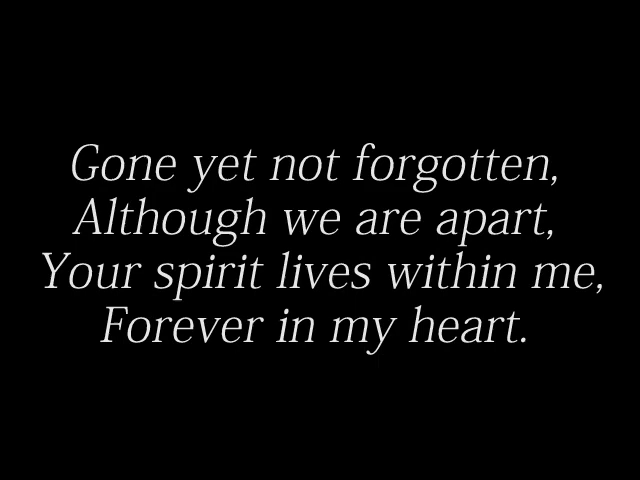 Gone yet not forgotten,
Although we are apart,
Your spirit lives within me,
Forever in my heart.